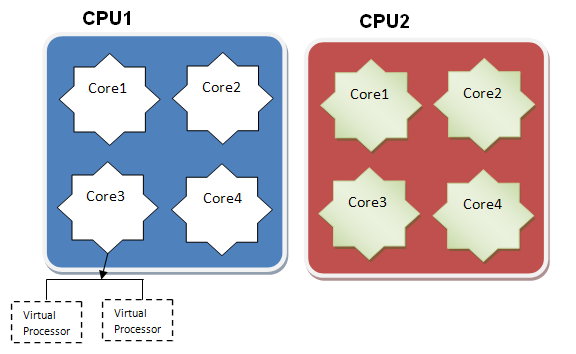 CPU1
CPU2
Core1
Core2
Core1
Core2
Core3
Core4
Core3
Core4
Virtual
Processor
Virtual
Processor